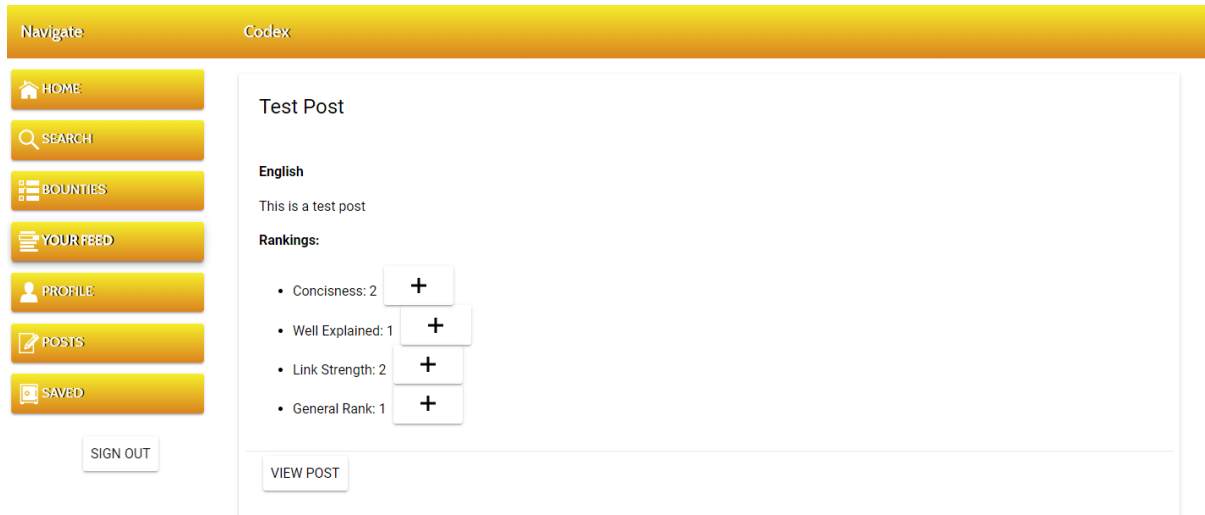 Navigate
Codex
HOME
SEARCH
BOUNTIES
YOUR FEED
PROFILE
POSTS
SAVED
SIGN OUT
Test Post
English
This is a test post
Rankings:
Concisness: 2 +
Well Explained: 1 +
Link Strength: 2 +
General Rank: 1 +
VIEW POST